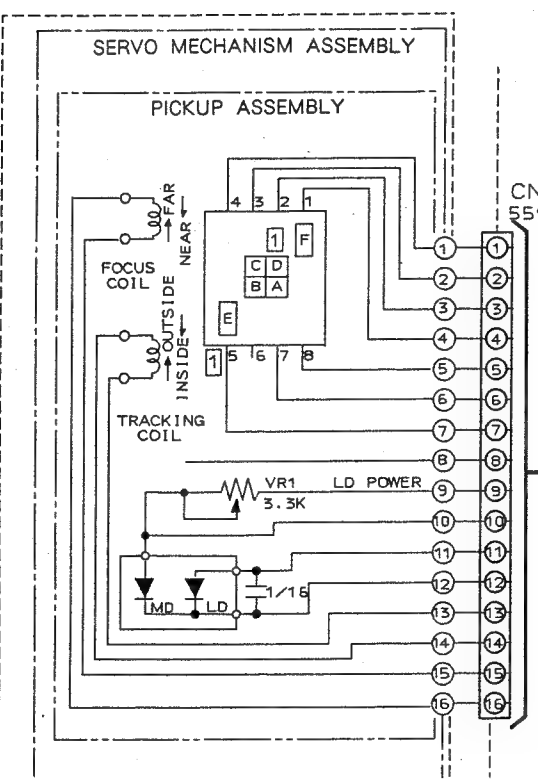 SERVO MECHANISM ASSEMBLY
PICKUP ASSEMBLY
CN
559
4 3 2 1
FAR
NEAR
1 F
C D
B A
E
1
5 6 7 8
FOCUS
COIL
OUTSIDE
INSIDE
TRACKING
COIL
VR1
3.3K
LD POWER
MD
LD
1/16
1 1
2 2
3 3
4 4
5 5
6 6
7 7
8 8
9 9
10 10
11 11
12 12
13 13
14 14
15 15
16 16